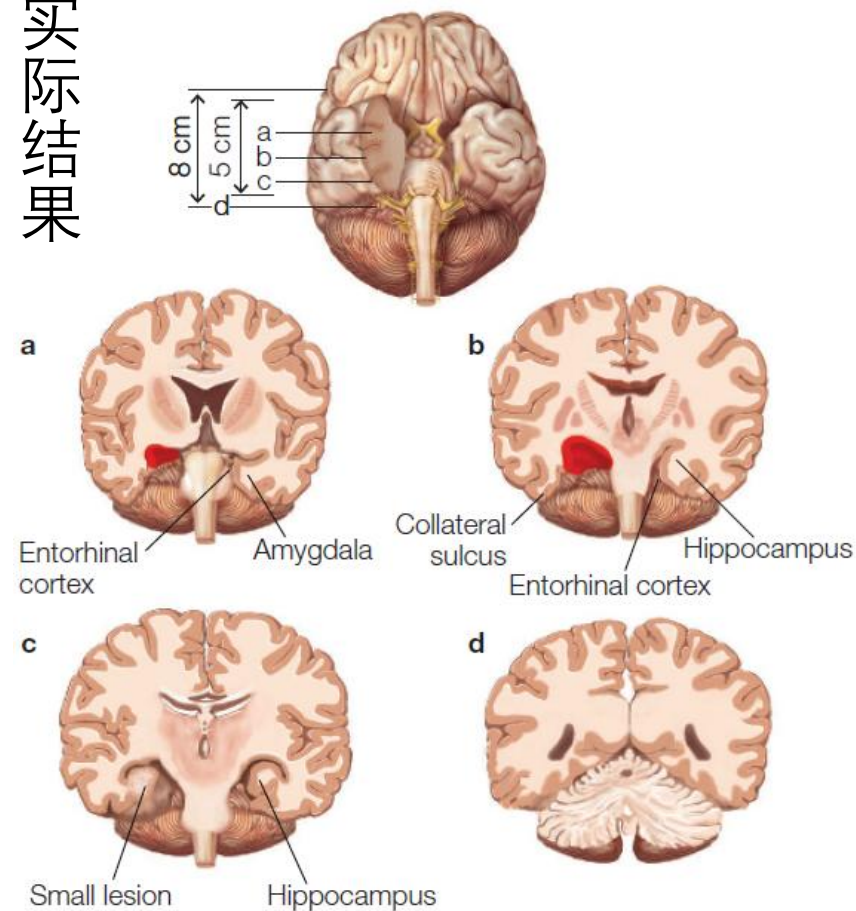 实际结果
8 cm
5 cm
a
b
c
d
a
Entorhinal
cortex
Amygdala
b
Collateral
sulcus
Entorhinal cortex
Hippocampus
c
Small lesion
Hippocampus
d